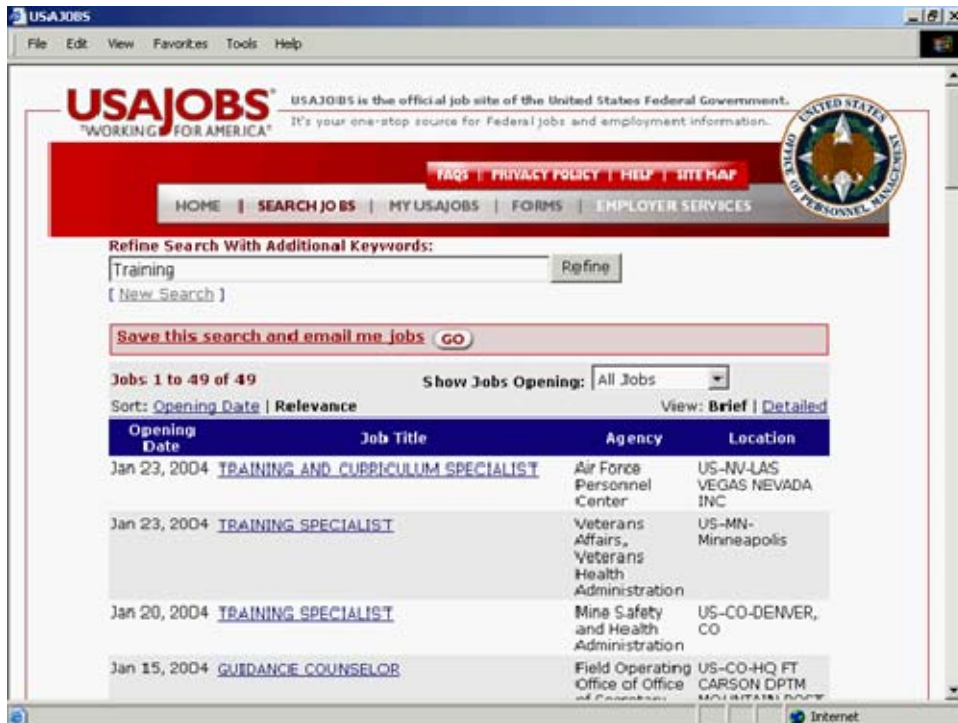 USAJOBS
File Edit View Favorites Tools Help
USAJOBS
"WORKING FOR AMERICA"
USAJOBS is the official job site of the United States Federal Government.
It's your one-stop source for Federal jobs and employment information.
UNITED STATES
OFFICE OF PERSONNEL MANAGEMENT
FAQS | PRIVACY POLICY | HELP | SITE MAP
HOME | SEARCH JOBS | MY USAJOBS | FORMS | EMPLOYER SERVICES
Refine Search With Additional Keywords:
Training Refine
[ New Search ]
Save this search and email me jobs GO
Jobs 1 to 49 of 49 Show Jobs Opening: All Jobs
Sort: Opening Date | Relevance View: Brief | Detailed
Opening
Date Job Title Agency Location
Jan 23, 2004 TRAINING AND CURRICULUM SPECIALIST Air Force US-NV-LAS
Personnel VEGAS NEVADA
Center INC
Jan 23, 2004 TRAINING SPECIALIST Veterans US-MN-
Affairs, Minneapolis
Veterans
Health
Administration
Jan 20, 2004 TRAINING SPECIALIST Mine Safety US-CO-DENVER,
and Health CO
Administration
Jan 15, 2004 GUIDANCE COUNSELOR Field Operating US-CO-HQ FT
Office of Office CARSON DPTM
of Secretary MOUNTAIN POST
Internet